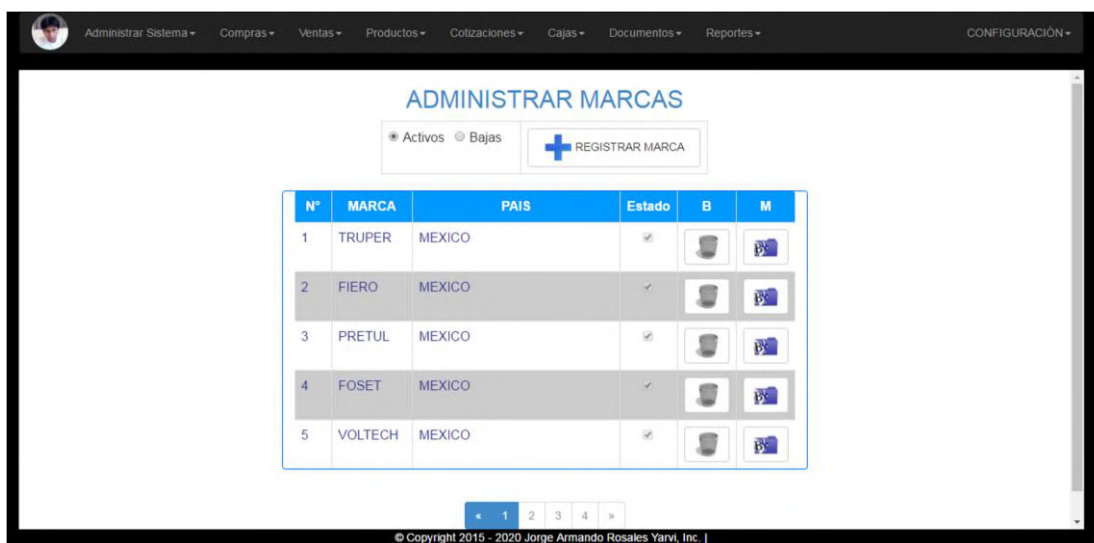 Administrar Sistema Compras Ventas Productos Cotizaciones Cajas Documentos Reportes CONFIGURACIÓN
ADMINISTRAR MARCAS
Activos Bajas REGISTRAR MARCA
N° MARCA PAIS Estado B M
1 TRUPER MEXICO
2 FIERO MEXICO
3 PRETUL MEXICO
4 FOSET MEXICO
5 VOLTECH MEXICO
« 1 2 3 4 »
© Copyright 2015 - 2020 Jorge Armando Rosales Yarvi, Inc. |